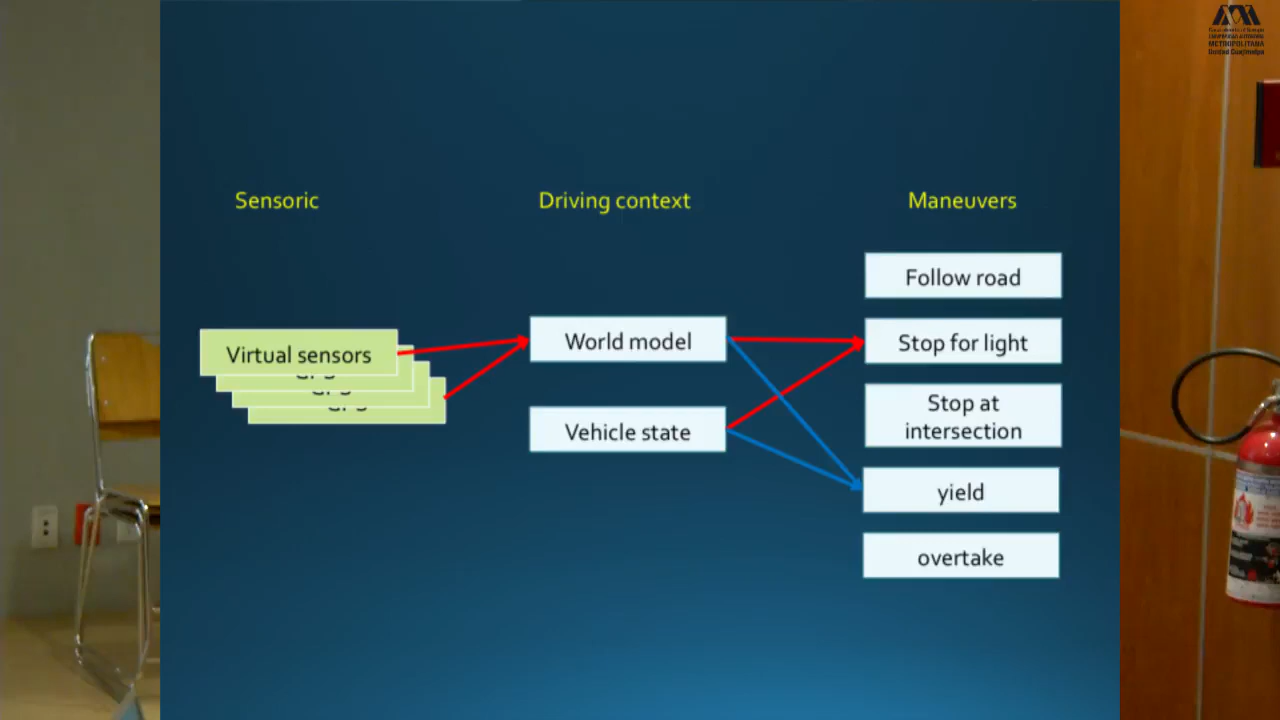 METROPOLITANA
Sensoric
Driving context
Maneuvers
Follow road
Virtual sensors
World model
Stop for light
Stop at
intersection
Vehicle state
yield
overtake